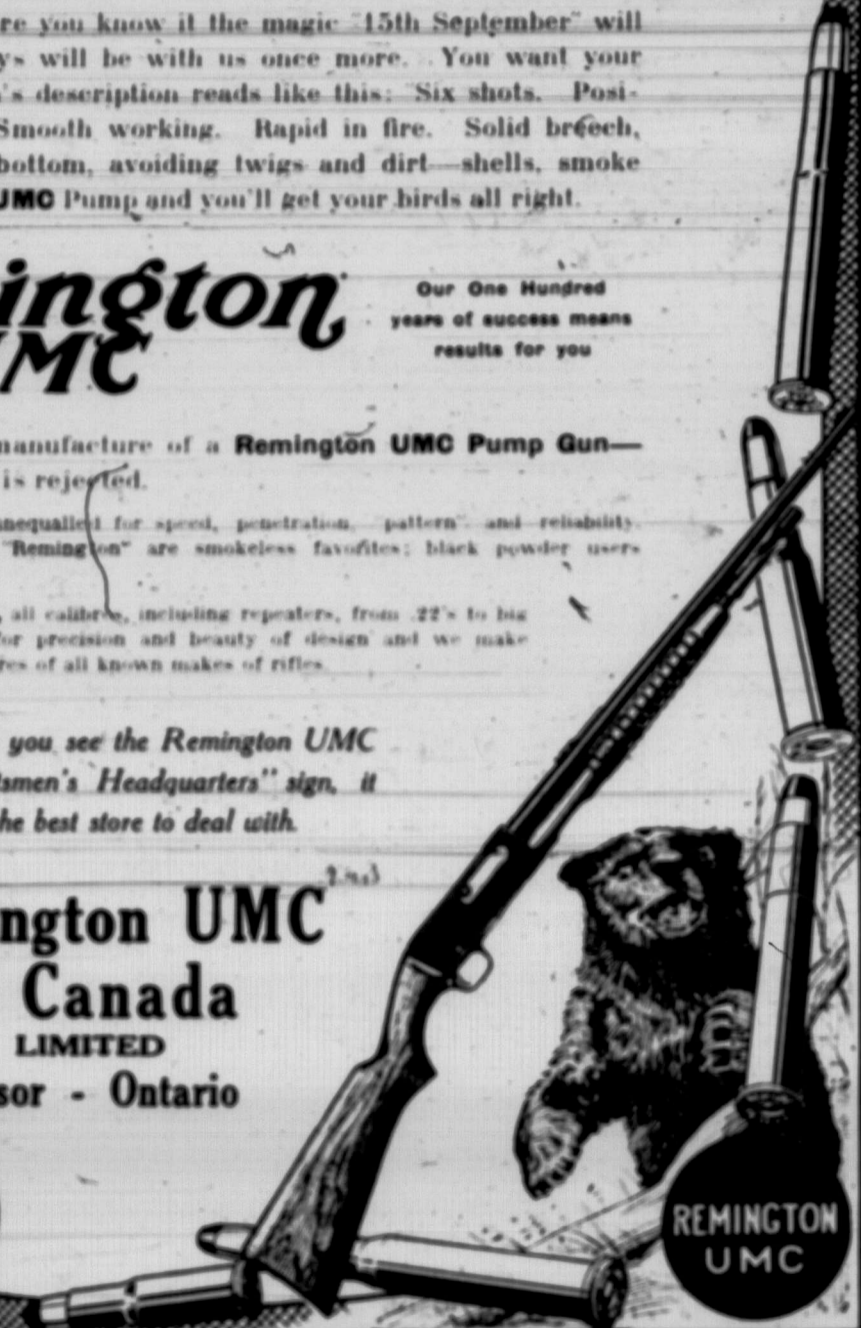 re you know it the magic "15th September" will
ys will be with us once more. You want your
's description reads like this: "Six shots. Posi-
Smooth working. Rapid in fire. Solid breech,
bottom, avoiding twigs and dirt—shells, smoke
UMC Pump and you'll get your birds all right.
ington
UMC
Our One Hundred
years of success means
results for you
manufacture of a Remington UMC Pump Gun—
is rejected.
nequalled for speed, penetration, "pattern" and reliability.
"Remington" are smokeless favorites; black powder users
, all calibres, including repeaters, from .22's to big
or precision and beauty of design and we make
res of all known makes of rifles.
you see the Remington UMC
tsmen's Headquarters" sign, it
he best store to deal with.
ngton UMC
Canada
LIMITED
sor - Ontario
REMINGTON
UMC